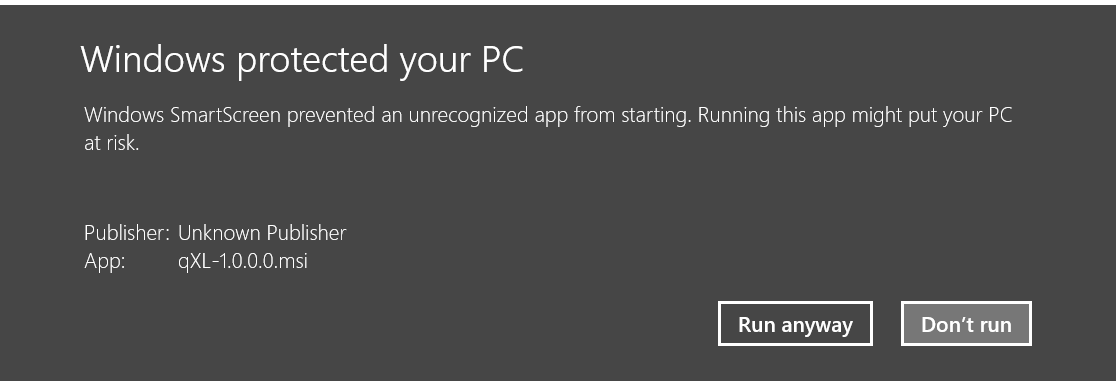 Windows protected your PC
Windows SmartScreen prevented an unrecognized app from starting. Running this app might put your PC
at risk.
Publisher: Unknown Publisher
App: qXL-1.0.0.0.msi
Run anyway Don't run